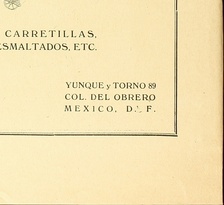 CARRETILLAS,
ESMALTADOS, ETC.
YUNQUE y TORNO 89
COL. DEL OBRERO
MEXICO, D. F.